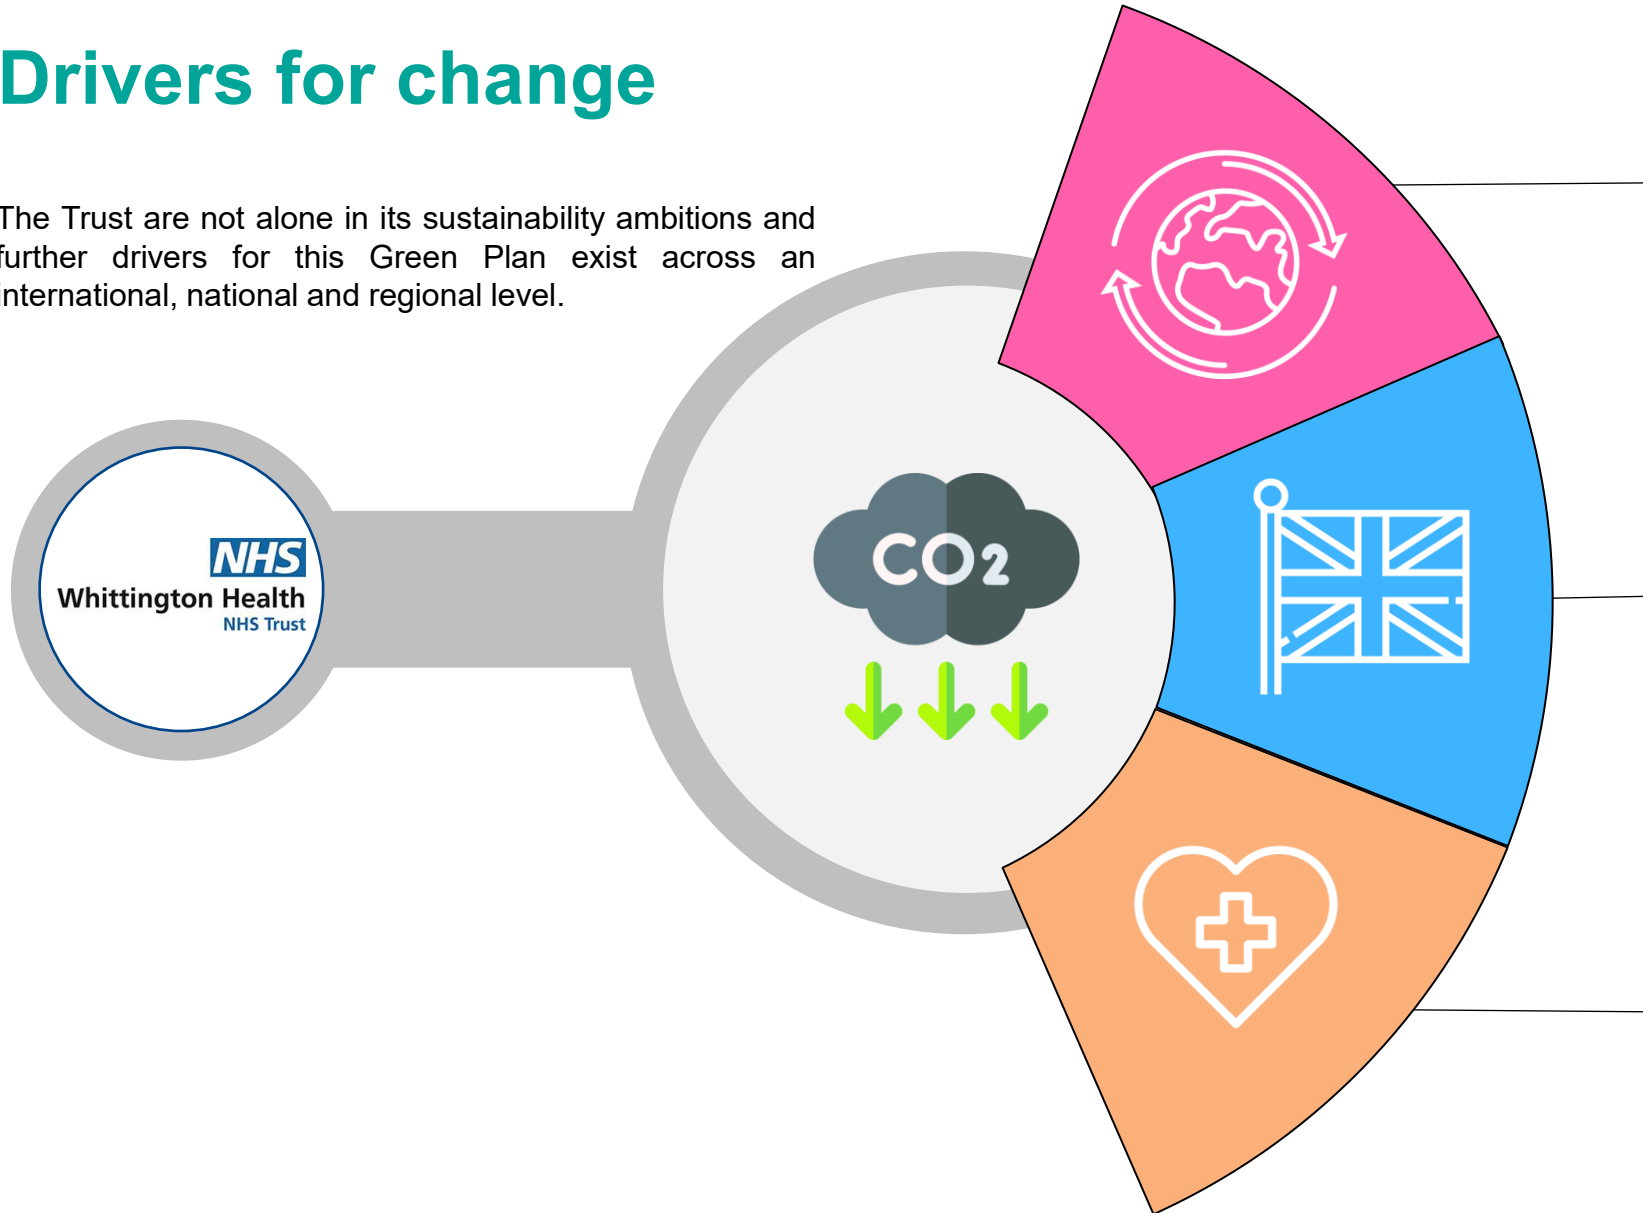 Drivers for change
The Trust are not alone in its sustainability ambitions and
further drivers for this Green Plan exist across an
international, national and regional level.
NHS
Whittington Health
NHS Trust
CO2